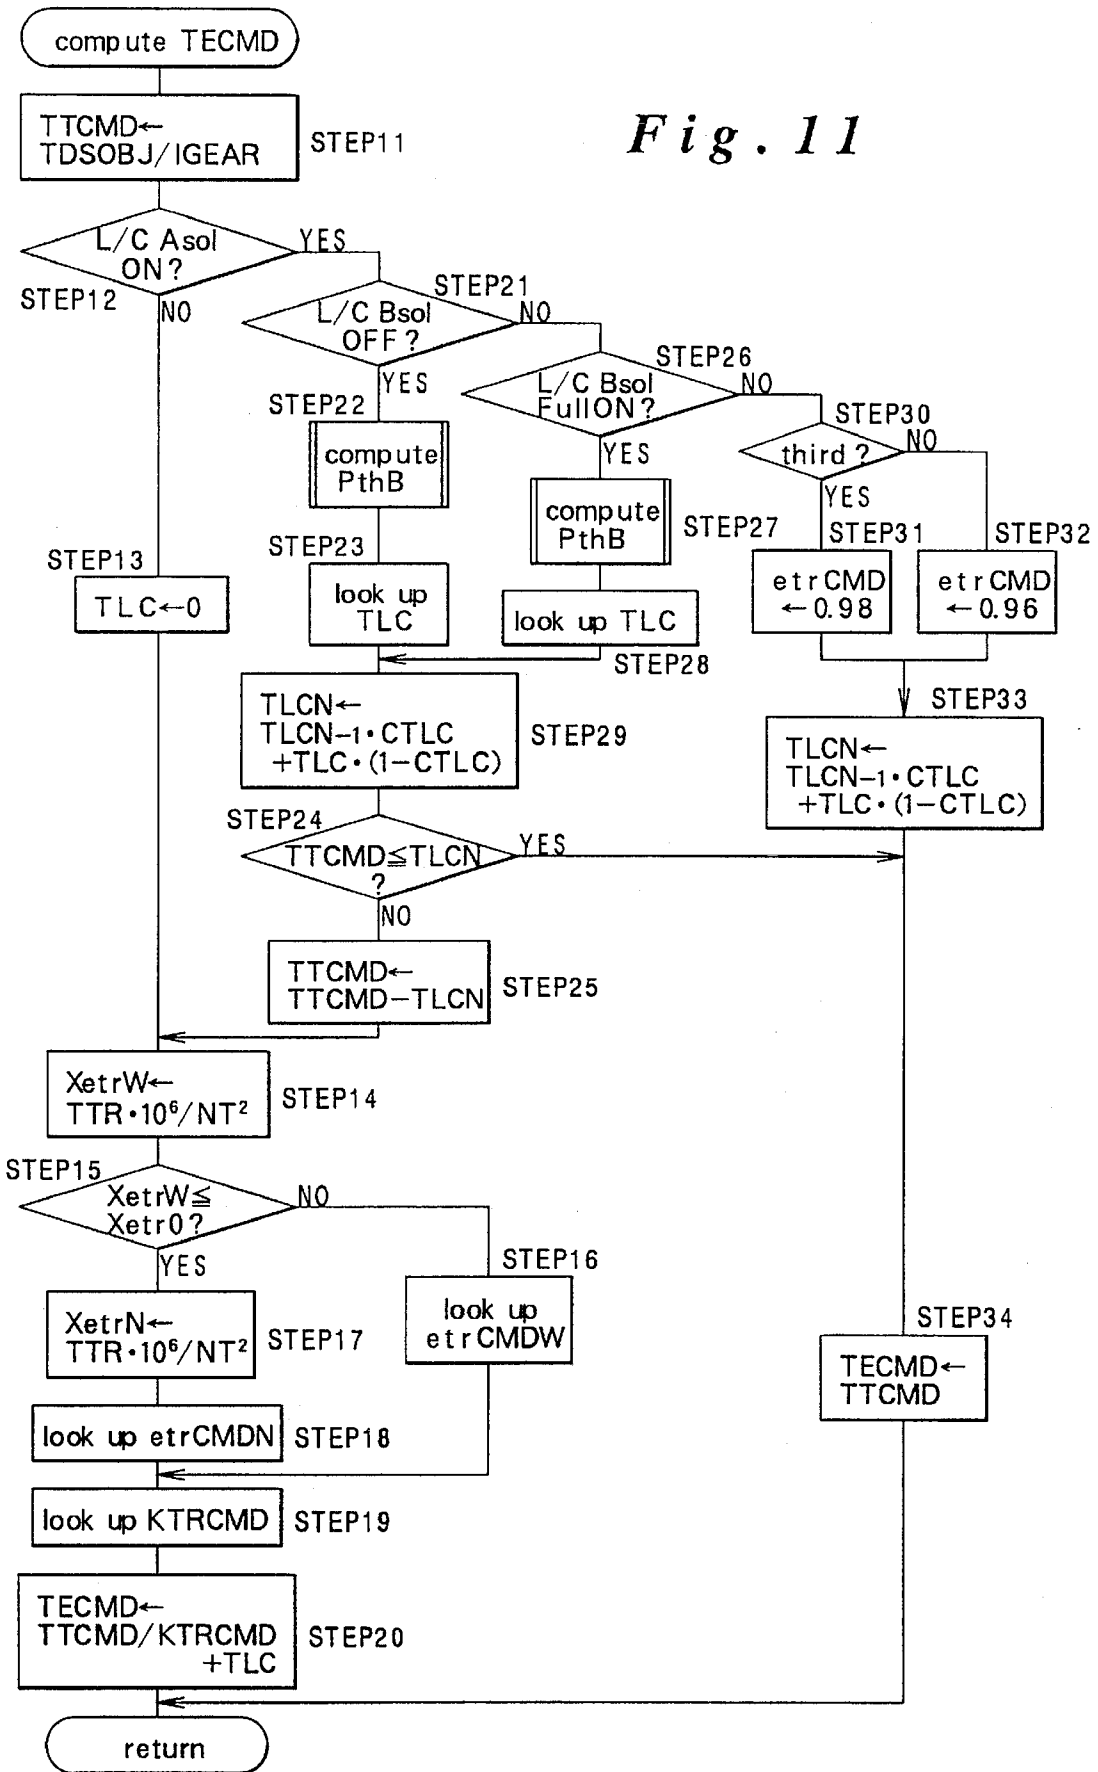 compute TECMD
Fig. 11
TTCMD←
TDSOBJ/IGEAR
STEP11
L/C Asol
ON?
YES
STEP12
NO
STEP21
L/C Bsol
OFF?
NO
YES
STEP26
L/C Bsol
FullON?
NO
YES
STEP22
compute
PthB
STEP30
third?
NO
YES
STEP27
compute
PthB
STEP23
look up
TLC
STEP31
etrCMD
←0.98
STEP32
etrCMD
←0.96
STEP13
TLC←0
look up TLC
STEP28
TLCN←
TLCN-1·CTLC
+TLC·(1-CTLC)
STEP29
STEP33
TLCN←
TLCN-1·CTLC
+TLC·(1-CTLC)
STEP24
TTCMD≦TLCN
?
YES
NO
TTCMD←
TTCMD-TLCN
STEP25
XetrW←
TTR·10⁶/NT²
STEP14
STEP15
XetrW≦
Xetr0?
NO
YES
STEP16
look up
etrCMDW
XetrN←
TTR·10⁶/NT²
STEP17
STEP34
TECMD←
TTCMD
look up etrCMDN
STEP18
look up KTRCMD
STEP19
TECMD←
TTCMD/KTRCMD
+TLC
STEP20
return